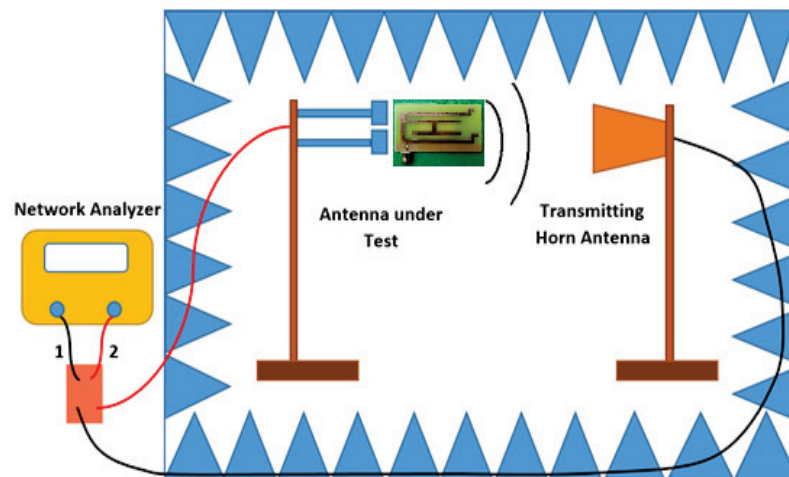 Network Analyzer
1
2
Antenna under
Test
Transmitting
Horn Antenna